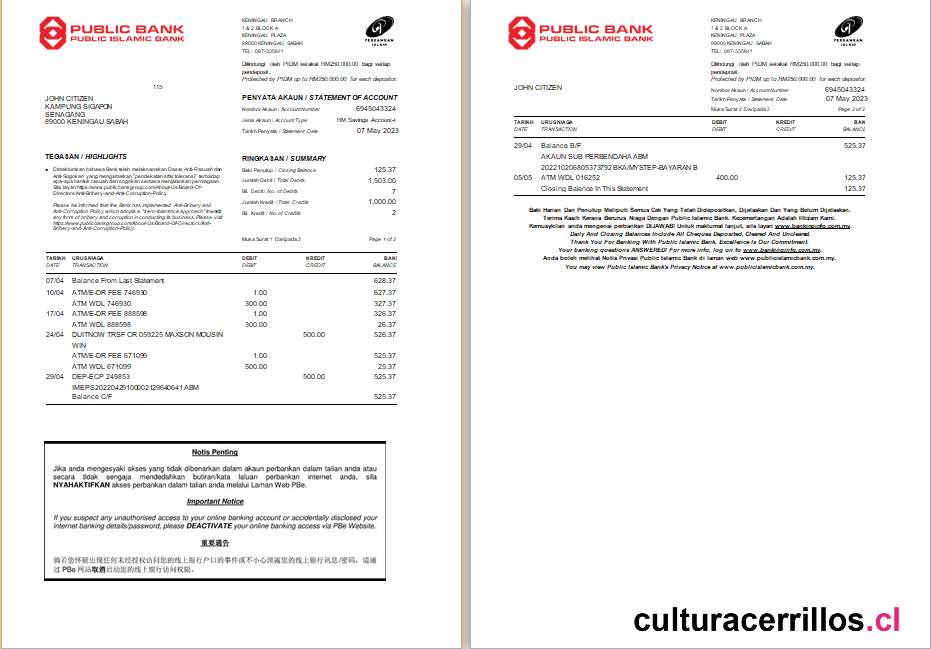 PUBLIC BANK
PUBLIC ISLAMIC BANK
KENINGAU BRANCH
1 & 2 BLOCK A
KENINGAU PLAZA
89000 KENINGAU SABAH
TEL: 087-335841
PERBANKAN
ISLAM
Dilindungi oleh PIDM setakat RM250,000.00 bagi setiap
pendeposit.
Protected by PIDM up to RM250,000.00 for each depositor.
115
JOHN CITIZEN
KAMPUNG SIGAPON
SENAGANG
89000 KENINGAU SABAH
PENYATA AKAUN / STATEMENT OF ACCOUNT
Nombor Akaun / Account Number 6945043324
Jenis Akaun / Account Type RM Savings Account-i
Tarikh Penyata / Statement Date 07 May 2023
TEGASAN / HIGHLIGHTS
Dimaklumkan bahawa Bank telah melaksanakan Dasar Anti-Rasuah dan
Anti-Sogokan yang mengamalkan "pendekatan sifar toleransi" terhadap
apa-apa bentuk rasuah dan sogokan semasa menjalankan perniagaan.
Sila layari https://www.publicbankgroup.com/About-Us/Board-Of-
Directors/Anti-Bribery-and-Anti-Corruption-Policy.
Please be informed that the Bank has implemented Anti-Bribery and
Anti-Corruption Policy which adopts a "zero-tolerance approach" towards
any form of bribery and corruption in conducting its business. Please visit
https://www.publicbankgroup.com/About-Us/Board-Of-Directors/Anti-
Bribery-and-Anti-Corruption-Policy.
RINGKASAN / SUMMARY
Baki Penutup / Closing Balance 125.37
Jumlah Debit / Total Debits 1,503.00
Bil. Debit / No. of Debits 7
Jumlah Kredit / Total Credits 1,000.00
Bil. Kredit / No. of Credits 2
Muka Surat 1 Daripada 2 Page 1 of 2
TARIKH URUSNIAGA DEBIT KREDIT BAKI
DATE TRANSACTION DEBIT CREDIT BALANCE
07/04 Balance From Last Statement 628.37
10/04 ATM/E-DR FEE 746930 1.00 627.37
ATM WDL 746930 300.00 327.37
17/04 ATM/E-DR FEE 888598 1.00 326.37
ATM WDL 888598 300.00 26.37
24/04 DUITNOW TRSF CR 059225 MAXSON MOUSIN 500.00 526.37
WIN
ATM/E-DR FEE 671099 1.00 525.37
ATM WDL 671099 500.00 25.37
29/04 DEP-ECP 249853 500.00 525.37
IMEPS20220429100002129640641 ABM
Balance C/F 525.37
Notis Penting
Jika anda mengesyaki akses yang tidak dibenarkan dalam akaun perbankan dalam talian anda atau
secara tidak sengaja mendedahkan butiran/kata laluan perbankan internet anda, sila
NYAHAKTIFKAN akses perbankan dalam talian anda melalui Laman Web PBe.
Important Notice
If you suspect any unauthorised access to your online banking account or accidentally disclosed your
internet banking details/password, please DEACTIVATE your online banking access via PBe Website.
重要通告
倘若您怀疑出现任何未经授权访问您的线上银行户口的事件或不小心泄露您的线上银行讯息/密码，请通
过 PBe 网站取消启动您的线上银行访问权限。
PUBLIC BANK
PUBLIC ISLAMIC BANK
KENINGAU BRANCH
1 & 2 BLOCK A
KENINGAU PLAZA
89000 KENINGAU SABAH
TEL: 087-335841
PERBANKAN
ISLAM
Dilindungi oleh PIDM setakat RM250,000.00 bagi setiap
pendeposit.
Protected by PIDM up to RM250,000.00 for each depositor.
JOHN CITIZEN
Nombor Akaun / Account Number 6945043324
Tarikh Penyata / Statement Date 07 May 2023
Muka Surat 2 Daripada 2 Page 2 of 2
TARIKH URUSNIAGA DEBIT KREDIT BAKI
DATE TRANSACTION DEBIT CREDIT BALANCE
29/04 Balance B/F 525.37
AKAUN SUB PERBENDAHA ABM
202210206805373792 BKA/MYSTEP-BAYARAN B
05/05 ATM WDL 016252 400.00 125.37
Closing Balance In This Statement 125.37
Baki Harian Dan Penutup Meliputi Semua Cek Yang Telah Didepositkan, Dijelaskan Dan Yang Belum Dijelaskan.
Terima Kasih Kerana Berurus Niaga Dengan Public Islamic Bank. Kecemerlangan Adalah Iltizam Kami.
Kemusykilan anda mengenai perbankan DIJAWAB! Untuk maklumat lanjut, sila layari www.bankinginfo.com.my.
Daily And Closing Balances Include All Cheques Deposited, Cleared And Uncleared.
Thank You For Banking With Public Islamic Bank. Excellence Is Our Commitment.
Your banking questions ANSWERED! For more info, log on to www.bankinginfo.com.my.
Anda boleh melihat Notis Privasi Public Islamic Bank di laman web www.publicislamicbank.com.my.
You may view Public Islamic Bank's Privacy Notice at www.publicislamicbank.com.my.
culturacerrillos.cl